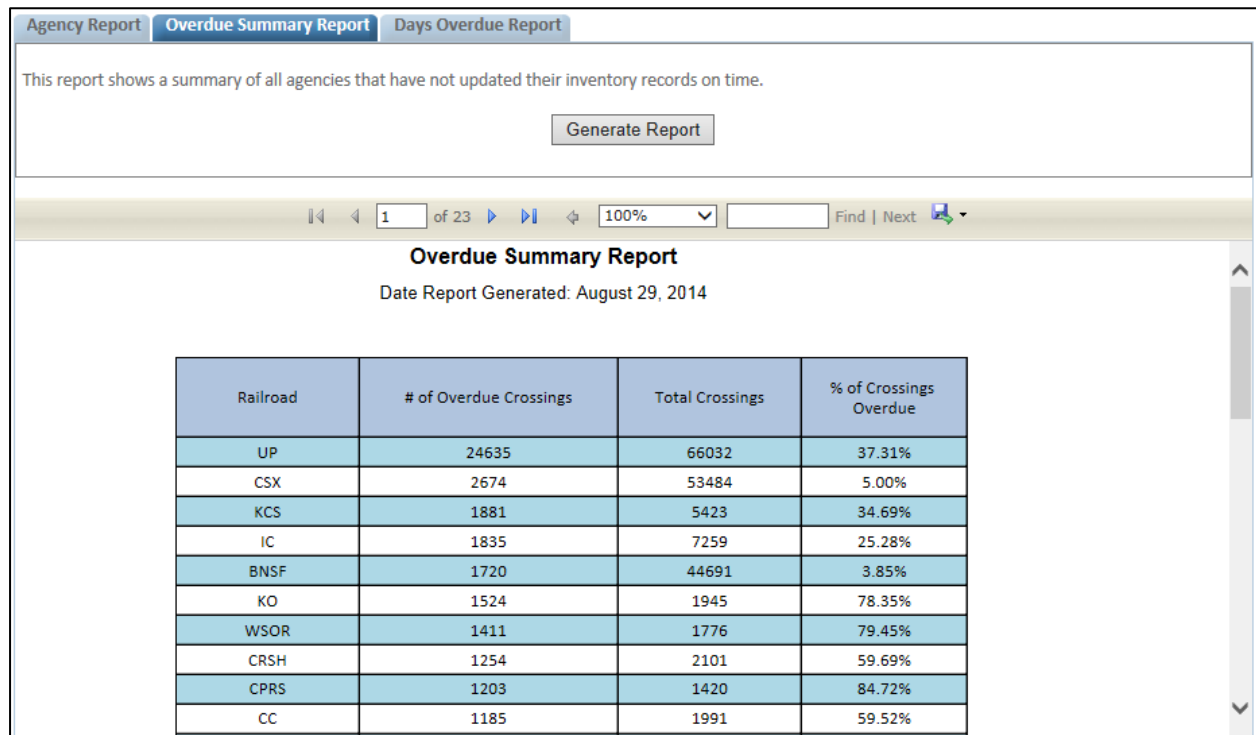 Agency Report Overdue Summary Report Days Overdue Report
This report shows a summary of all agencies that have not updated their inventory records on time.
Generate Report
1 of 23 100% Find | Next
Overdue Summary Report
Date Report Generated: August 29, 2014
Railroad # of Overdue Crossings Total Crossings % of Crossings Overdue
UP 24635 66032 37.31%
CSX 2674 53484 5.00%
KCS 1881 5423 34.69%
IC 1835 7259 25.28%
BNSF 1720 44691 3.85%
KO 1524 1945 78.35%
WSOR 1411 1776 79.45%
CRSH 1254 2101 59.69%
CPRS 1203 1420 84.72%
CC 1185 1991 59.52%